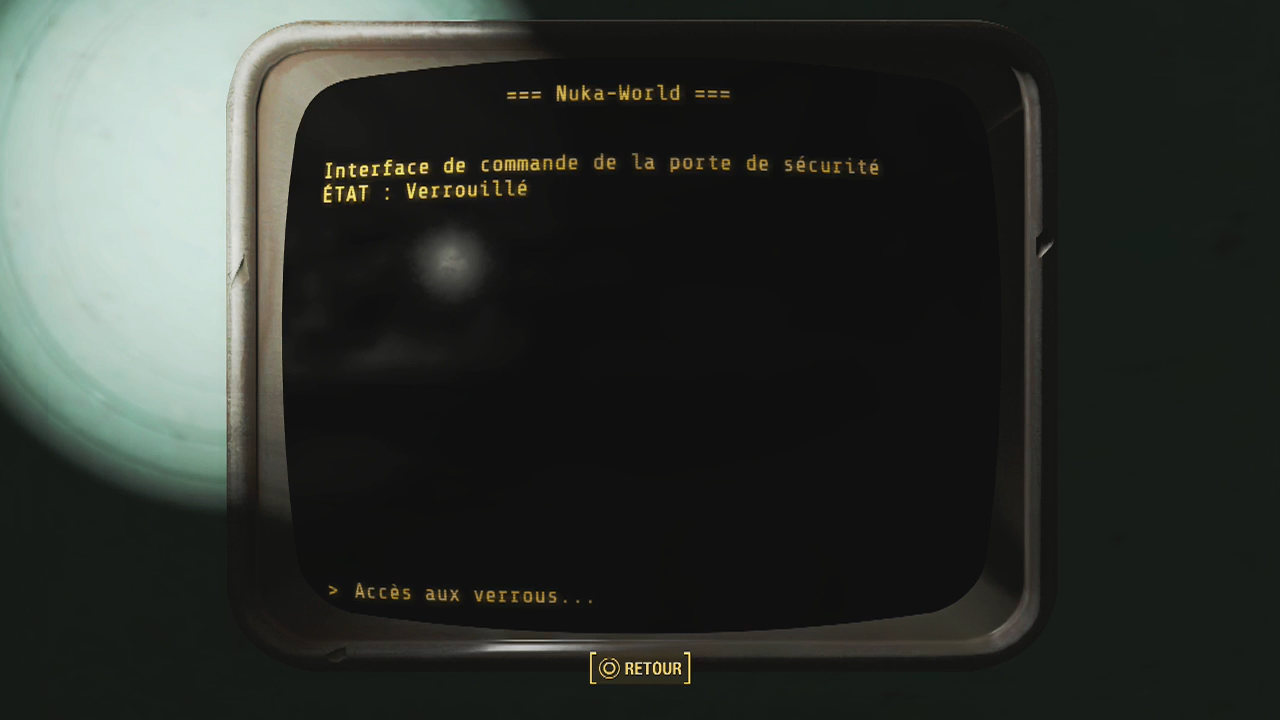 === Nuka-World ===
Interface de commande de la porte de sécurité
ÉTAT : Verrouillé
> Accès aux verrous...
[ RETOUR]